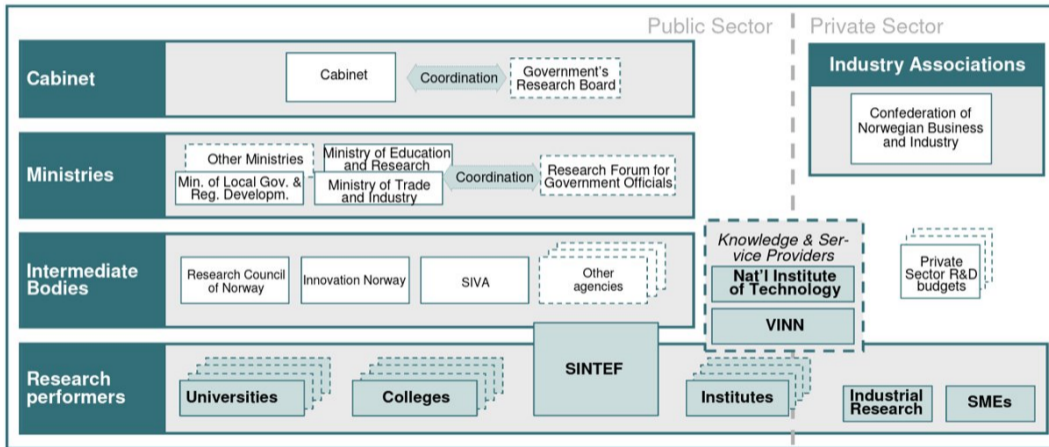 Public Sector
Private Sector
Cabinet
Cabinet
Coordination
Government's
Research Board
Industry Associations
Confederation of
Norwegian Business
and Industry
Ministries
Other Ministries
Min. of Local Gov. &
Reg. Developm.
Ministry of Education
and Research
Ministry of Trade
and Industry
Coordination
Research Forum for
Government Officials
Intermediate
Bodies
Research Council
of Norway
Innovation Norway
SIVA
Other
agencies
Knowledge & Ser-
vice Providers
Nat'l Institute
of Technology
VINN
Private
Sector R&D
budgets
Research
performers
Universities
Colleges
SINTEF
Institutes
Industrial
Research
SMEs